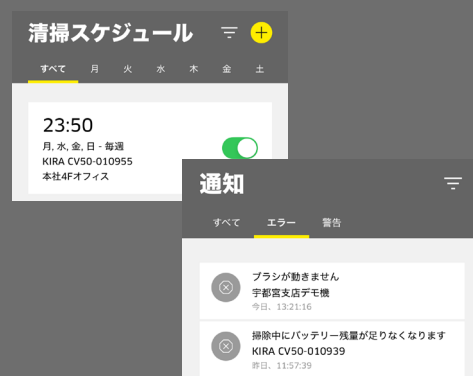 清掃スケジュール
すべて 月 火 水 木 金 土
23:50
月, 水, 金, 日 - 毎週
KIRA CV50-010955
本社4Fオフィス
通知
すべて エラー 警告
ブラシが動きません
宇都宮支店デモ機
今日、13:21:16
掃除中にバッテリー残量が足りなくなります
KIRA CV50-010939
昨日、11:57:39